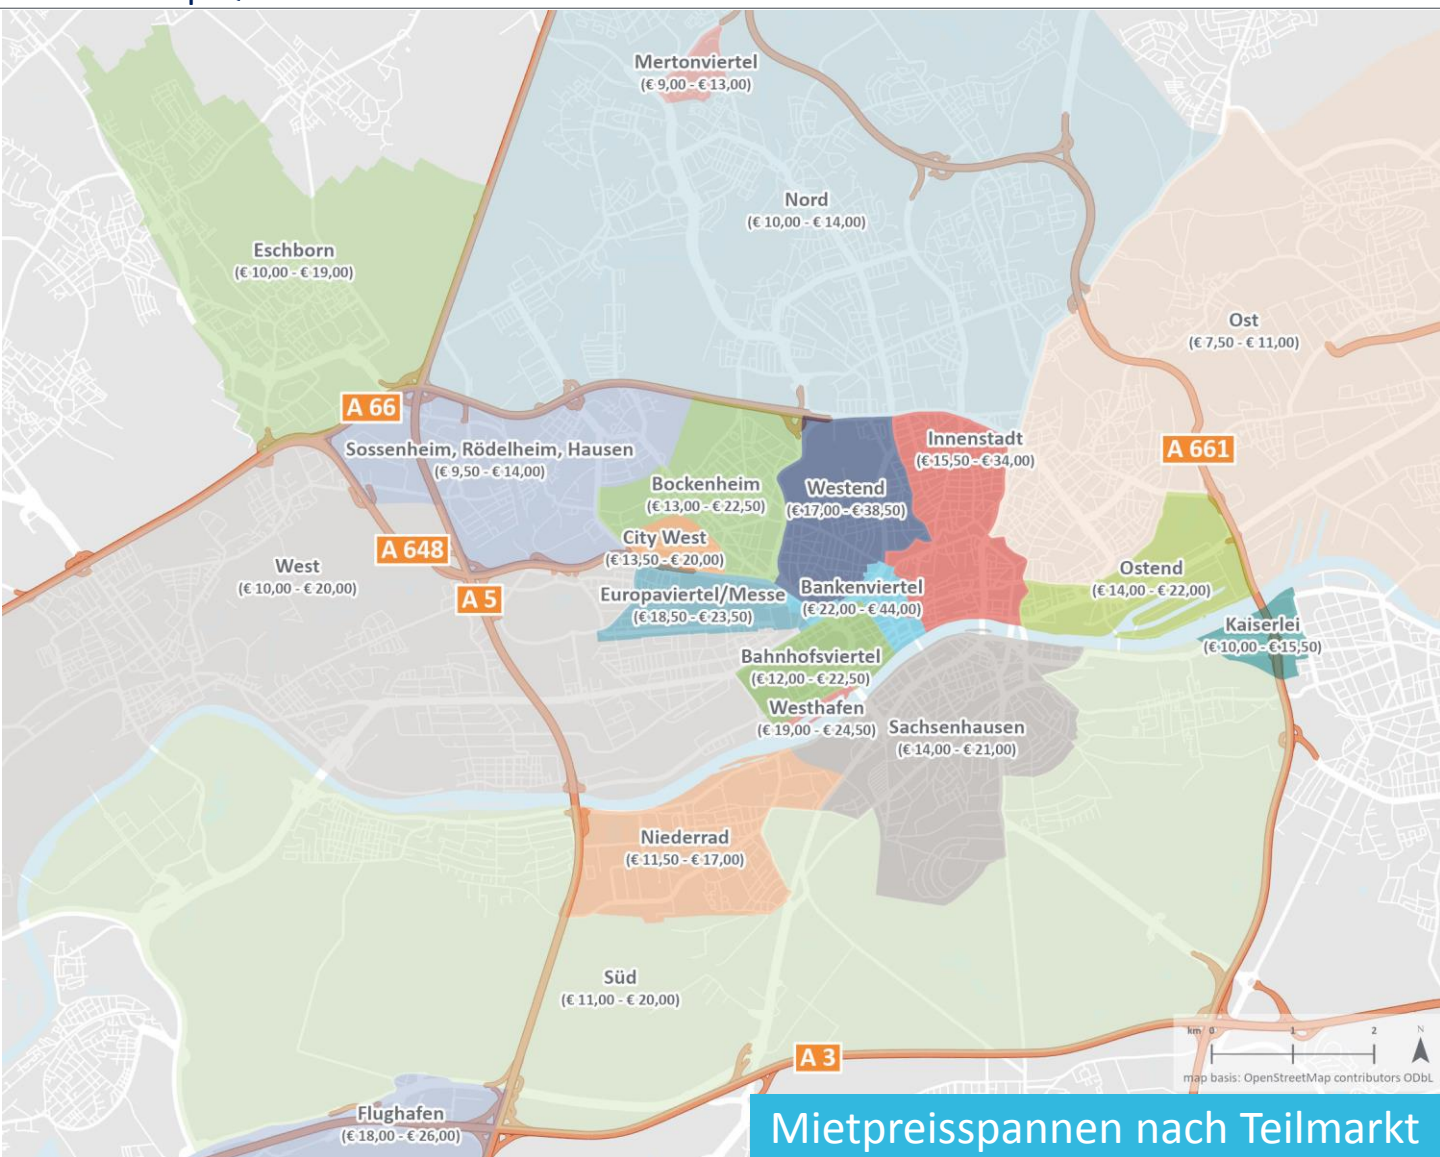 Mertonviertel
(€ 9,00 - € 13,00)
Nord
(€ 10,00 - € 14,00)
Eschborn
(€ 10,00 - € 19,00)
Ost
(€ 7,50 - € 11,00)
A 66
Sossenheim, Rödelheim, Hausen
(€ 9,50 - € 14,00)
Innenstadt
(€ 15,50 - € 34,00)
A 661
Bockenheim
(€ 13,00 - € 22,50)
Westend
(€ 17,00 - € 38,50)
City West
(€ 13,50 - € 20,00)
A 648
West
(€ 10,00 - € 20,00)
Ostend
(€ 14,00 - € 22,00)
A 5
Europaviertel/Messe
(€ 18,50 - € 23,50)
Bankenviertel
(€ 22,00 - € 44,00)
Kaiserlei
(€ 10,00 - € 15,50)
Bahnhofsviertel
(€ 12,00 - € 22,50)
Westhafen
(€ 19,00 - € 24,50)
Sachsenhausen
(€ 14,00 - € 21,00)
Niederrad
(€ 11,50 - € 17,00)
Süd
(€ 11,00 - € 20,00)
km 0 1 2 N
A 3
map basis: OpenStreetMap contributors ODbL
Flughafen
(€ 18,00 - € 26,00)
Mietpreisspannen nach Teilmarkt